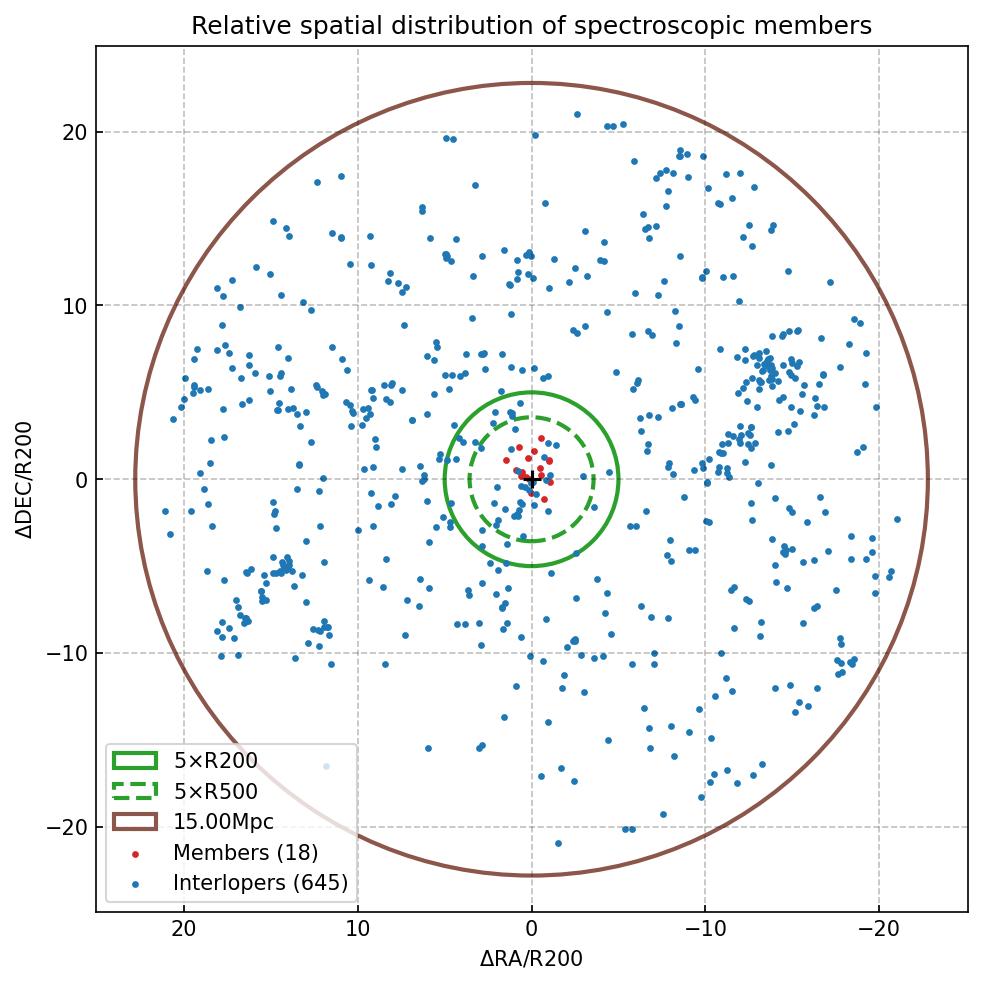 Relative spatial distribution of spectroscopic members
ΔDEC/R200
20
10
0
−10
−20
5×R200
5×R500
15.00Mpc
Members (18)
Interlopers (645)
20
10
0
−10
−20
ΔRA/R200